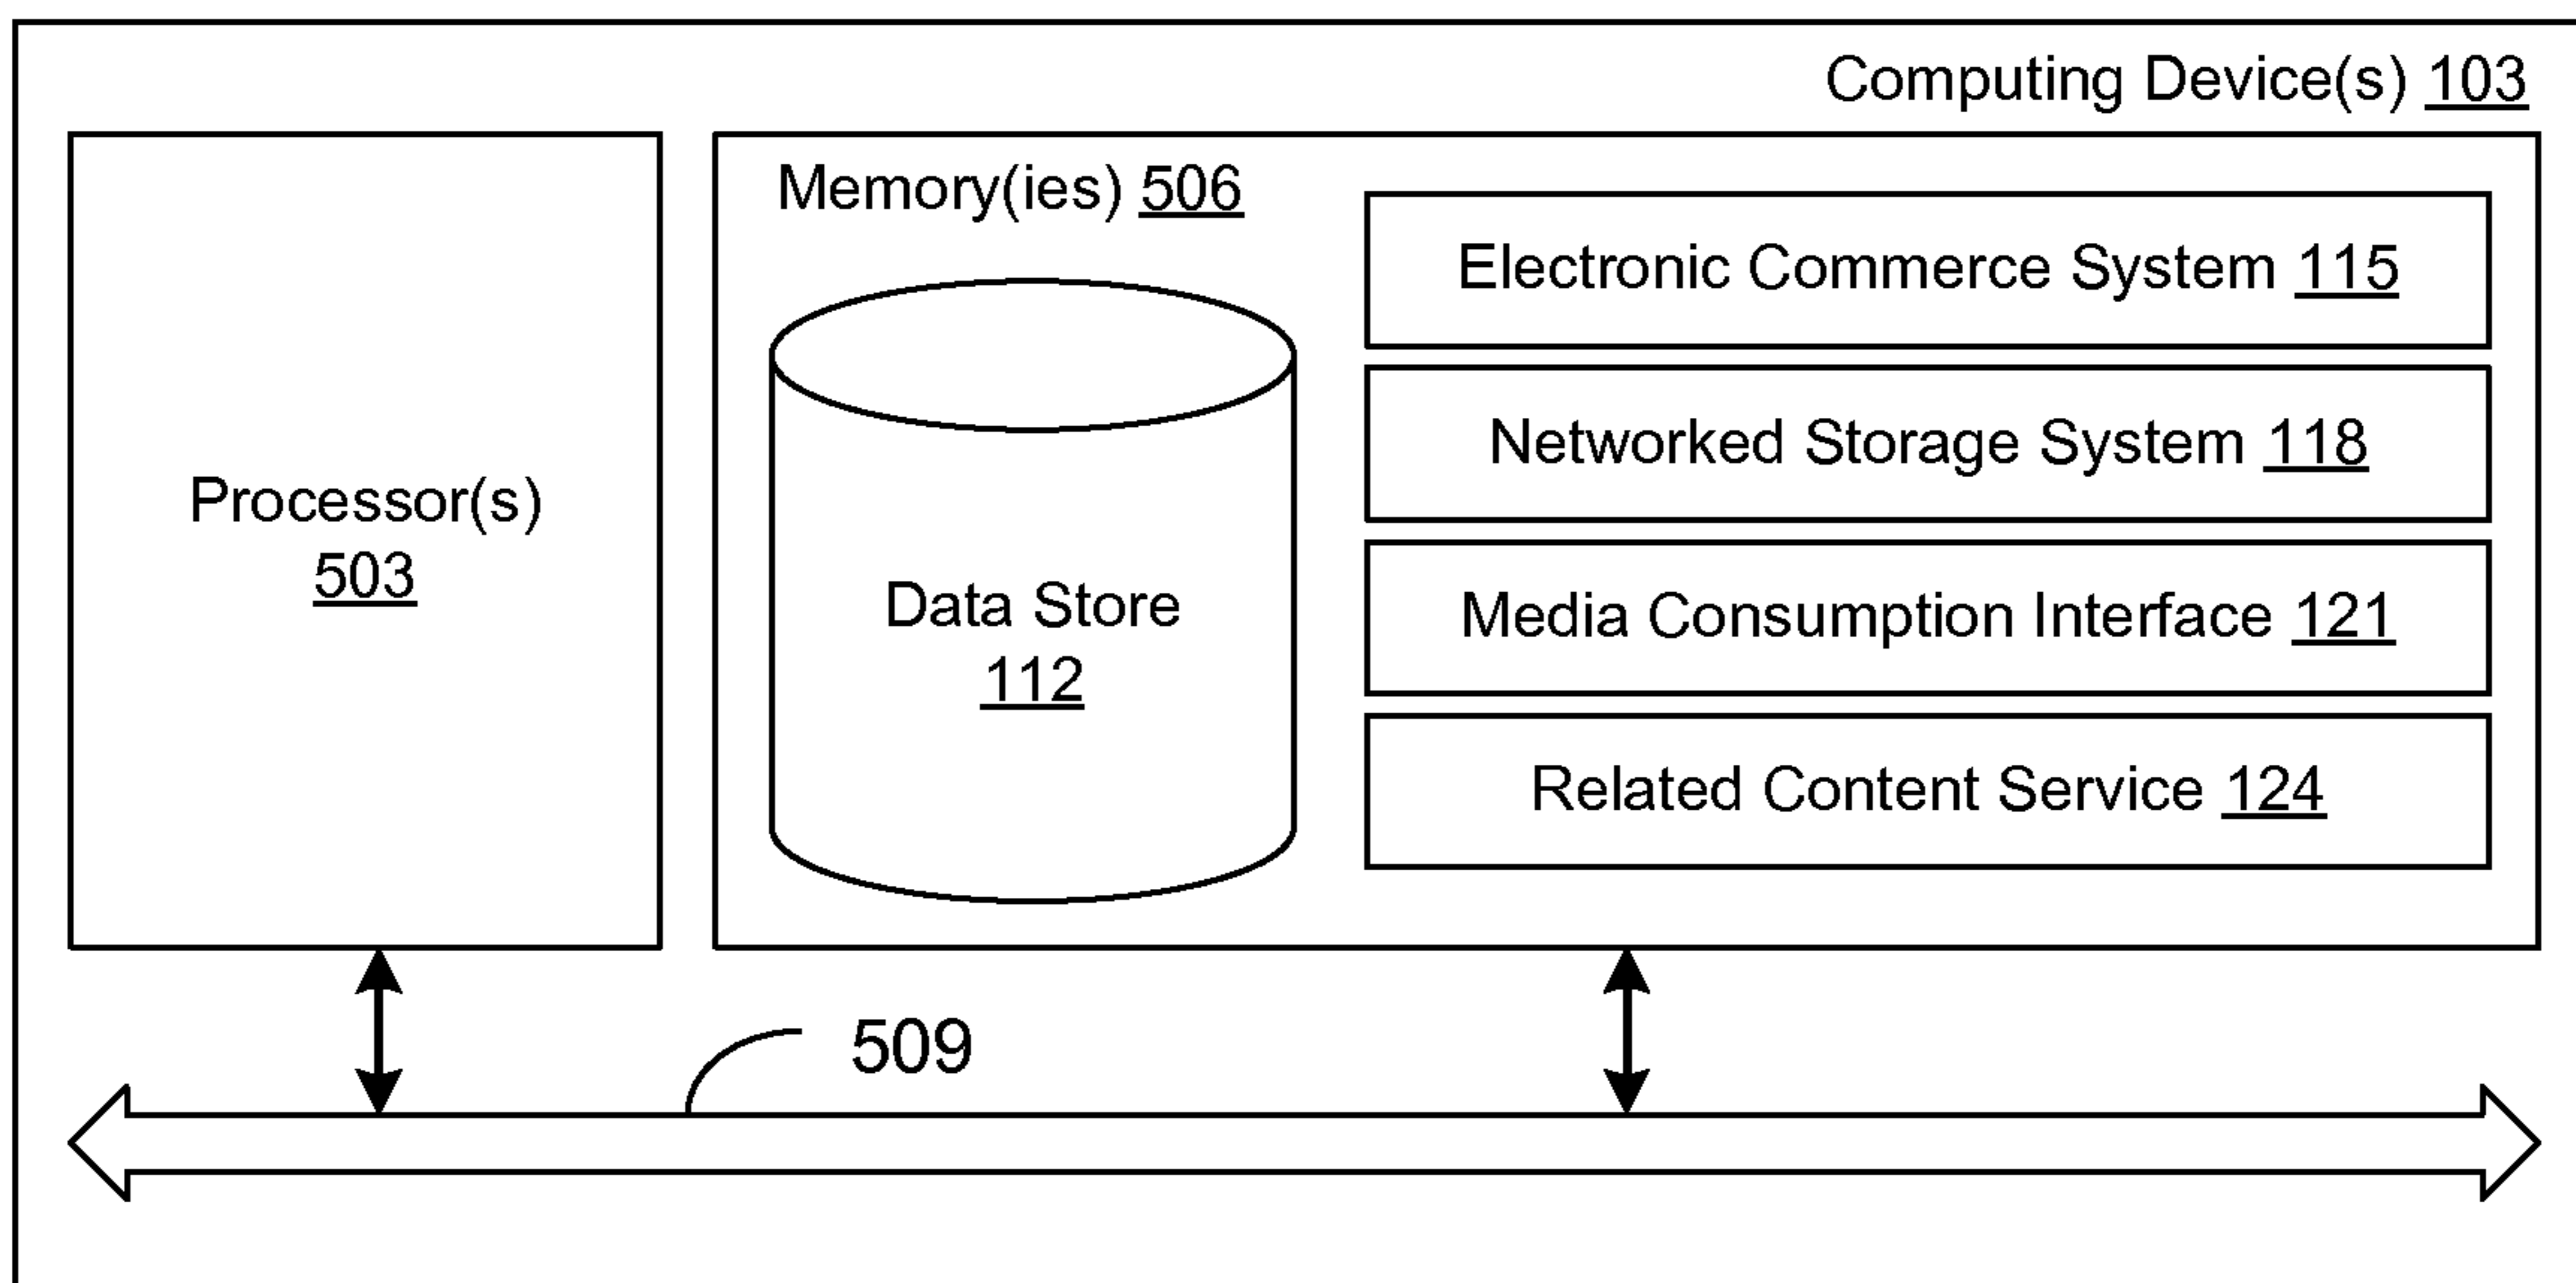 Computing Device(s) 103
Processor(s)
503
Memory(ies) 506
Data Store
112
Electronic Commerce System 115
Networked Storage System 118
Media Consumption Interface 121
Related Content Service 124
509